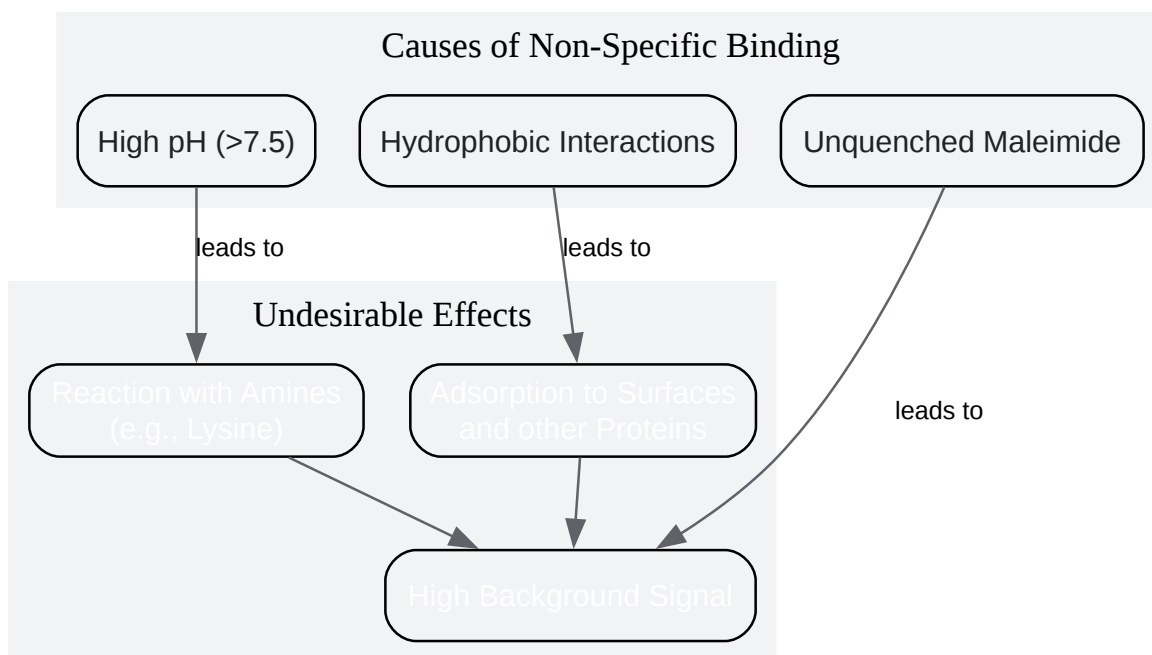 Causes of Non-Specific Binding
High pH (>7.5)
Hydrophobic Interactions
Unquenched Maleimide
leads to
leads to
Undesirable Effects
Reaction with Amines
(e.g., Lysine)
Adsorption to Surfaces
and other Proteins
leads to
High Background Signal